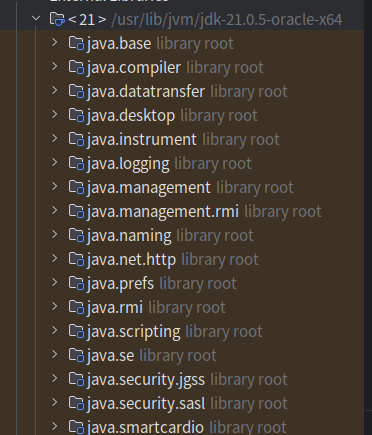 < 21 > /usr/lib/jvm/jdk-21.0.5-oracle-x64
java.base library root
java.compiler library root
java.datatransfer library root
java.desktop library root
java.instrument library root
java.logging library root
java.management library root
java.management.rmi library root
java.naming library root
java.net.http library root
java.prefs library root
java.rmi library root
java.scripting library root
java.se library root
java.security.jgss library root
java.security.sasl library root
java.smartcardio library root